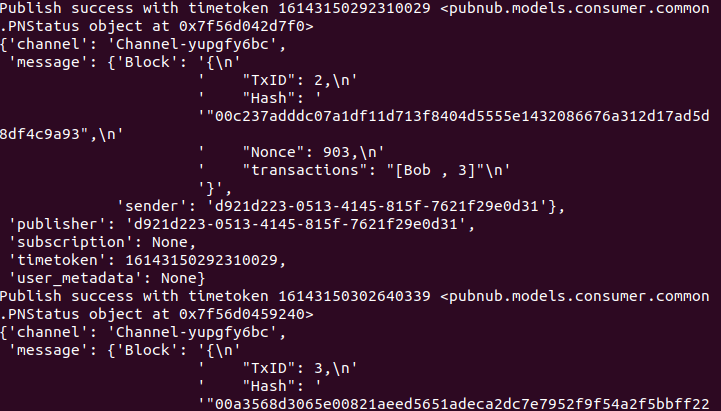 Publish success with timetoken 16143150292310029 <pubnub.models.consumer.common
.PNStatus object at 0x7f56d042d7f0>
{'channel': 'Channel-yupgfy6bc',
 'message': {'Block': '{\n'
                      '    "TxID": 2,\n'
                      '    "Hash": '
                      '"00c237adddc07a1df11d713f8404d5555e1432086676a312d17ad5d
8df4c9a93",\n'
                      '    "Nonce": 903,\n'
                      '    "transactions": "[Bob , 3]"\n'
                      '}',
             'sender': 'd921d223-0513-4145-815f-7621f29e0d31'},
 'publisher': 'd921d223-0513-4145-815f-7621f29e0d31',
 'subscription': None,
 'timetoken': 16143150292310029,
 'user_metadata': None}
Publish success with timetoken 16143150302640339 <pubnub.models.consumer.common
.PNStatus object at 0x7f56d0459240>
{'channel': 'Channel-yupgfy6bc',
 'message': {'Block': '{\n'
                      '    "TxID": 3,\n'
                      '    "Hash": '
                      '"00a3568d3065e00821aeed5651adeca2dc7e7952f9f54a2f5bbff22